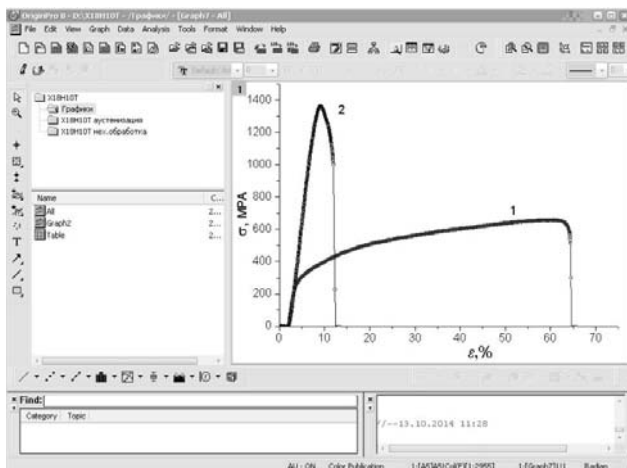 OriginPro 8 - D:\X18H10T - /Графики/ - [Graph7 - All]
File Edit View Graph Data Analysis Tools Format Window Help
X18H10T
Графики
X18H10T аустенизация
X18H10T мех.обработка
Name
All
Graph2
Table
1
1400
1200
1000
800
600
400
200
0
σ, MPA
2
1
0 10 20 30 40 50 60 70
ε,%
Find:
Category Topic
//--13.10.2014 11:28
AU : ON Color Publication
Radian